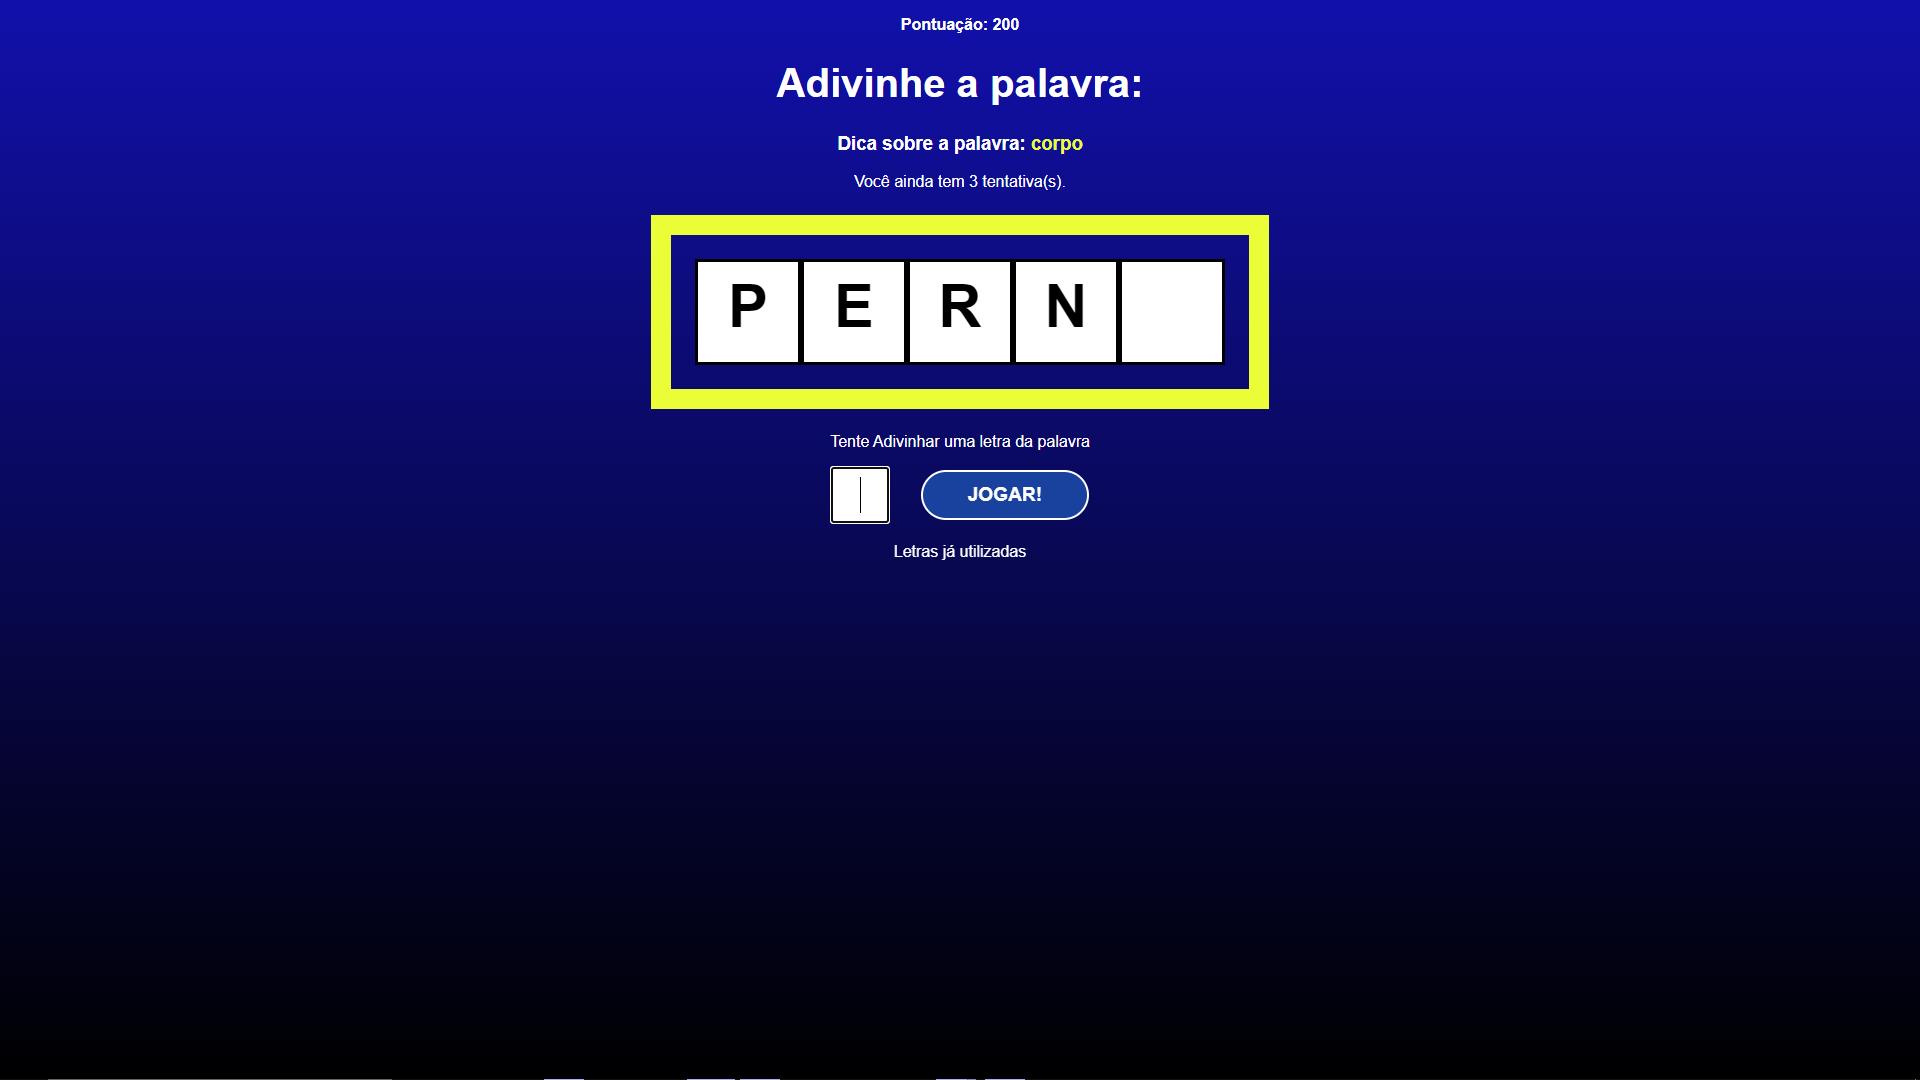 Pontuação: 200
Adivinhe a palavra:
Dica sobre a palavra: corpo
Você ainda tem 3 tentativa(s).
P E R N
Tente Adivinhar uma letra da palavra
JOGAR!
Letras já utilizadas